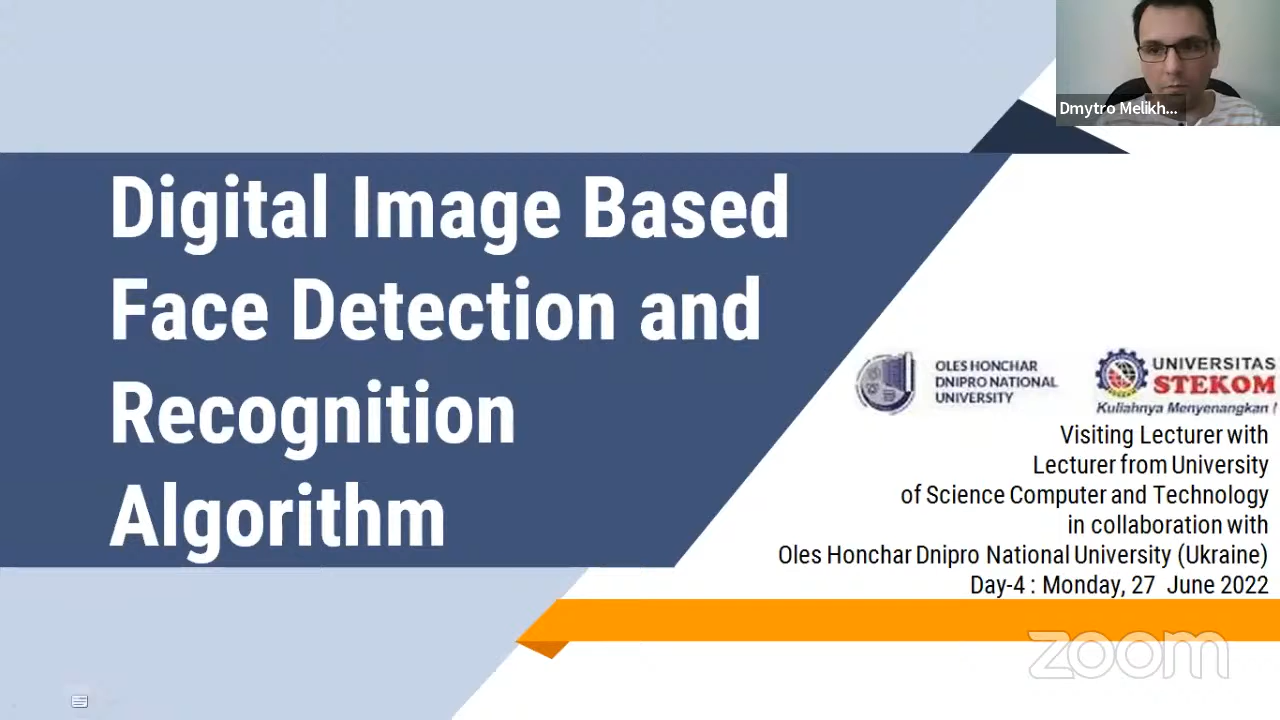 Dmytro Melikh...
Digital Image Based
Face Detection and
Recognition
Algorithm
OLES HONCHAR
DNIPRO NATIONAL
UNIVERSITY
UNIVERSITAS
STEKOM
Kuliahnya Menyenangkan !
Visiting Lecturer with
Lecturer from University
of Science Computer and Technology
in collaboration with
Oles Honchar Dnipro National University (Ukraine)
Day-4 : Monday, 27 June 2022
zoom